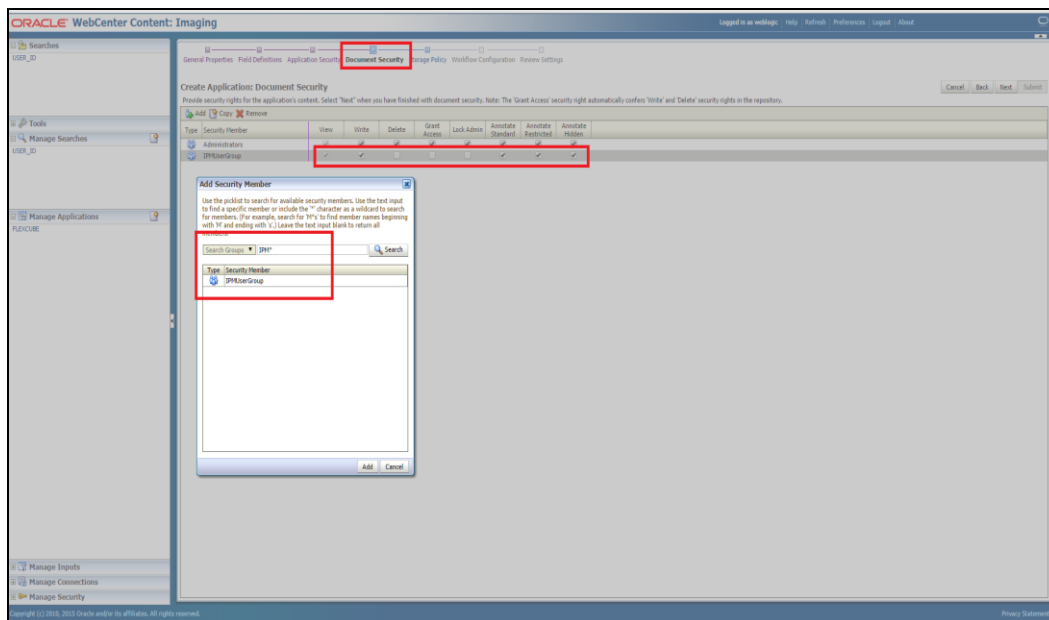 ORACLE WebCenter Content: Imaging
Logged in as weblogic | Help | Refresh | Preferences | Logout | About
Searches
USER_ID
Tools
Manage Searches
USER_ID
Manage Applications
FLEXCUBE
Manage Inputs
Manage Connections
Manage Security
General Properties Field Definitions Application Security Document Security Storage Policy Workflow Configuration Review Settings
Create Application: Document Security
Cancel Back Next Submit
Provide security rights for the application's content. Select "Next" when you have finished with document security. Note: The 'Grant Access' security right automatically confers 'Write' and 'Delete' security rights in the repository.
Add Copy Remove
Type Security Member View Write Delete Grant Access Lock Admin Annotate Standard Annotate Restricted Annotate Hidden
Administrators
IPMUserGroup
Add Security Member
Use the picklist to search for available security members. Use the text input
to find a specific member or include the '*' character as a wildcard to search
for members. (For example, search for 'M*s' to find member names beginning
with 'M' and ending with 's'.) Leave the text input blank to return all
members.
Search Groups IPM* Search
Type Security Member
IPMUserGroup
Add Cancel
Copyright (c) 2010, 2015 Oracle and/or its affiliates. All rights reserved.
Privacy Statement